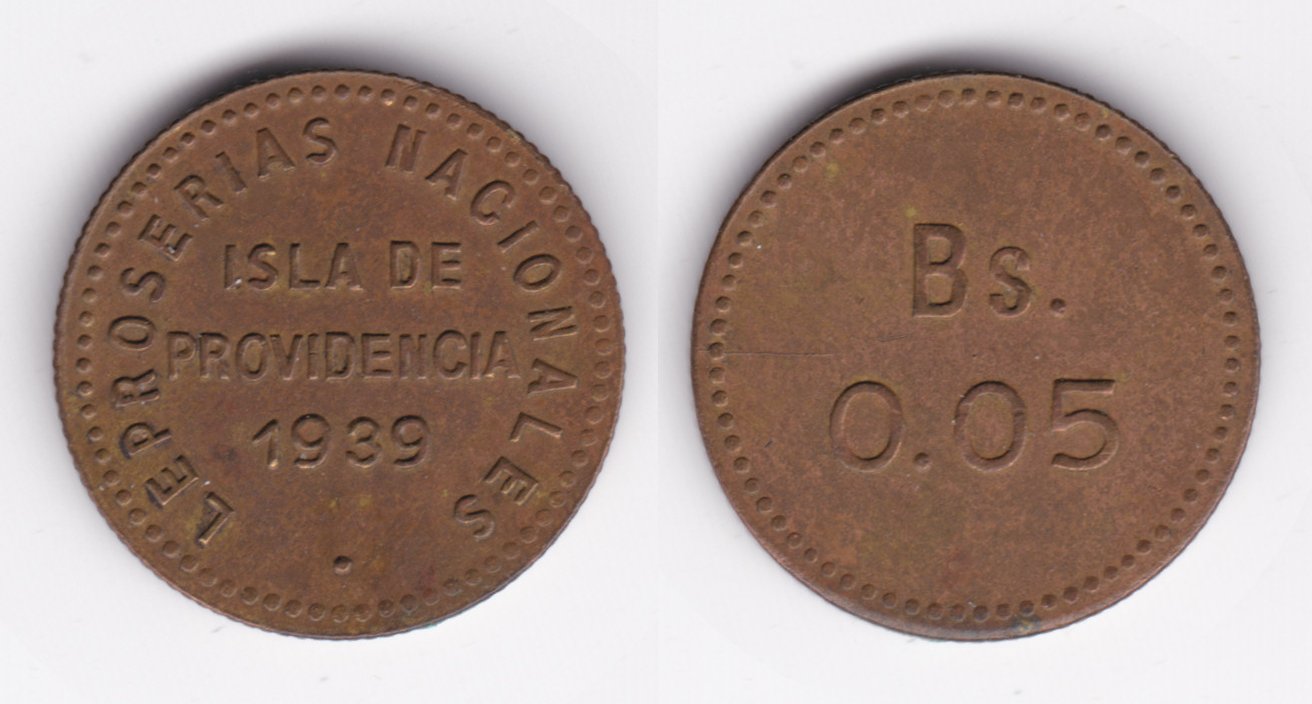 LEPROSERIAS NACIONALES
ISLA DE
PROVIDENCIA
1939
Bs.
0.05